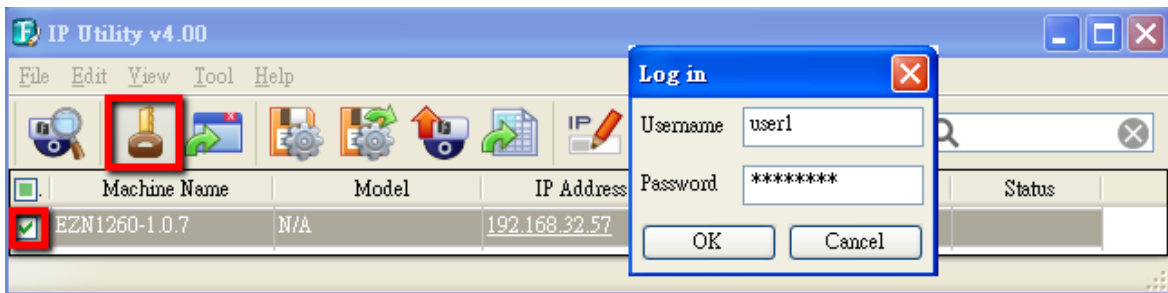 IP Utility v4.00
File Edit View Tool Help
IP
Machine Name Model IP Address Status
EZN1260-1.0.7 N/A 192.168.32.57
Log in
Username user1
Password ********
OK Cancel